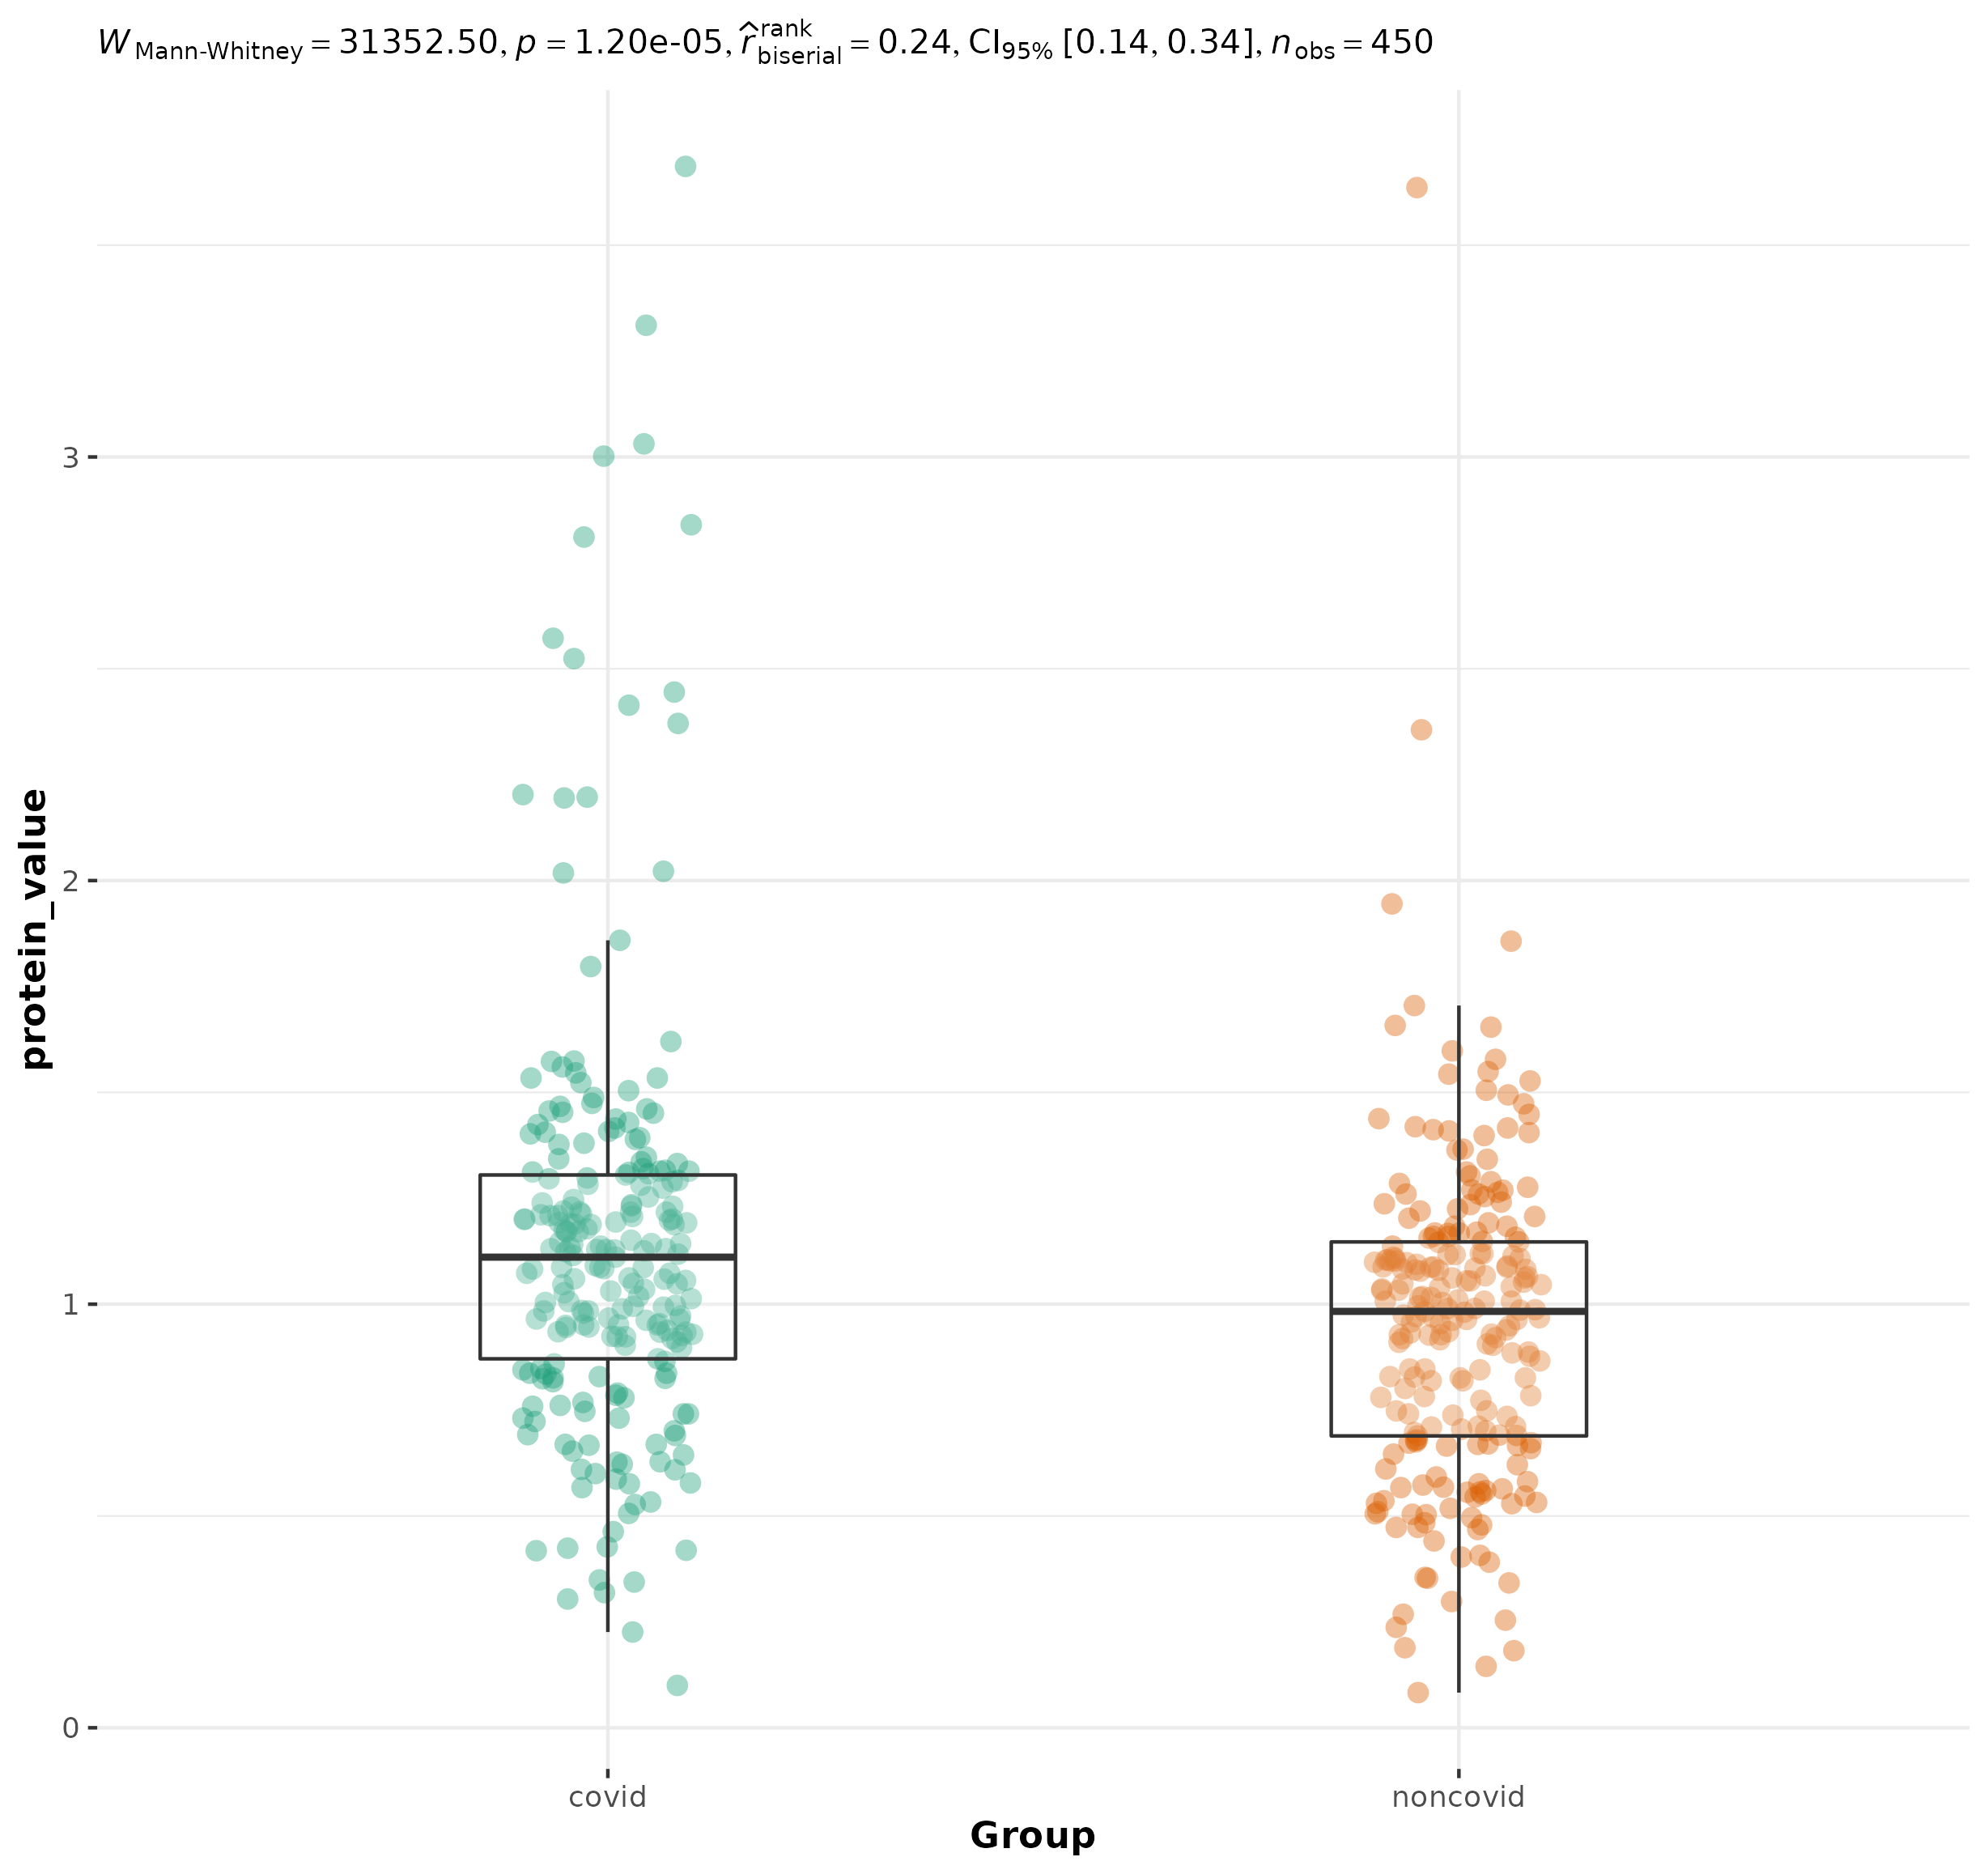 W Mann-Whitney = 31352.50, p = 1.20e-05, r̂ rank biserial = 0.24, CI95% [0.14, 0.34], nobs = 450
protein_value
3
2
1
0
covid noncovid
Group